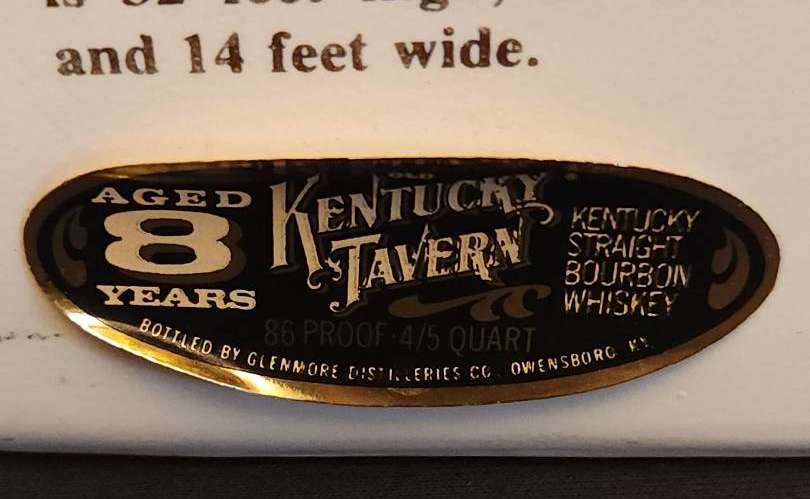 and 14 feet wide.
OLD
AGED
8
YEARS
KENTUCKY
TAVERN
KENTUCKY
STRAIGHT
BOURBON
WHISKEY
86 PROOF·4/5 QUART
BOTTLED BY GLENMORE DISTILLERIES CO. OWENSBORO, KY.